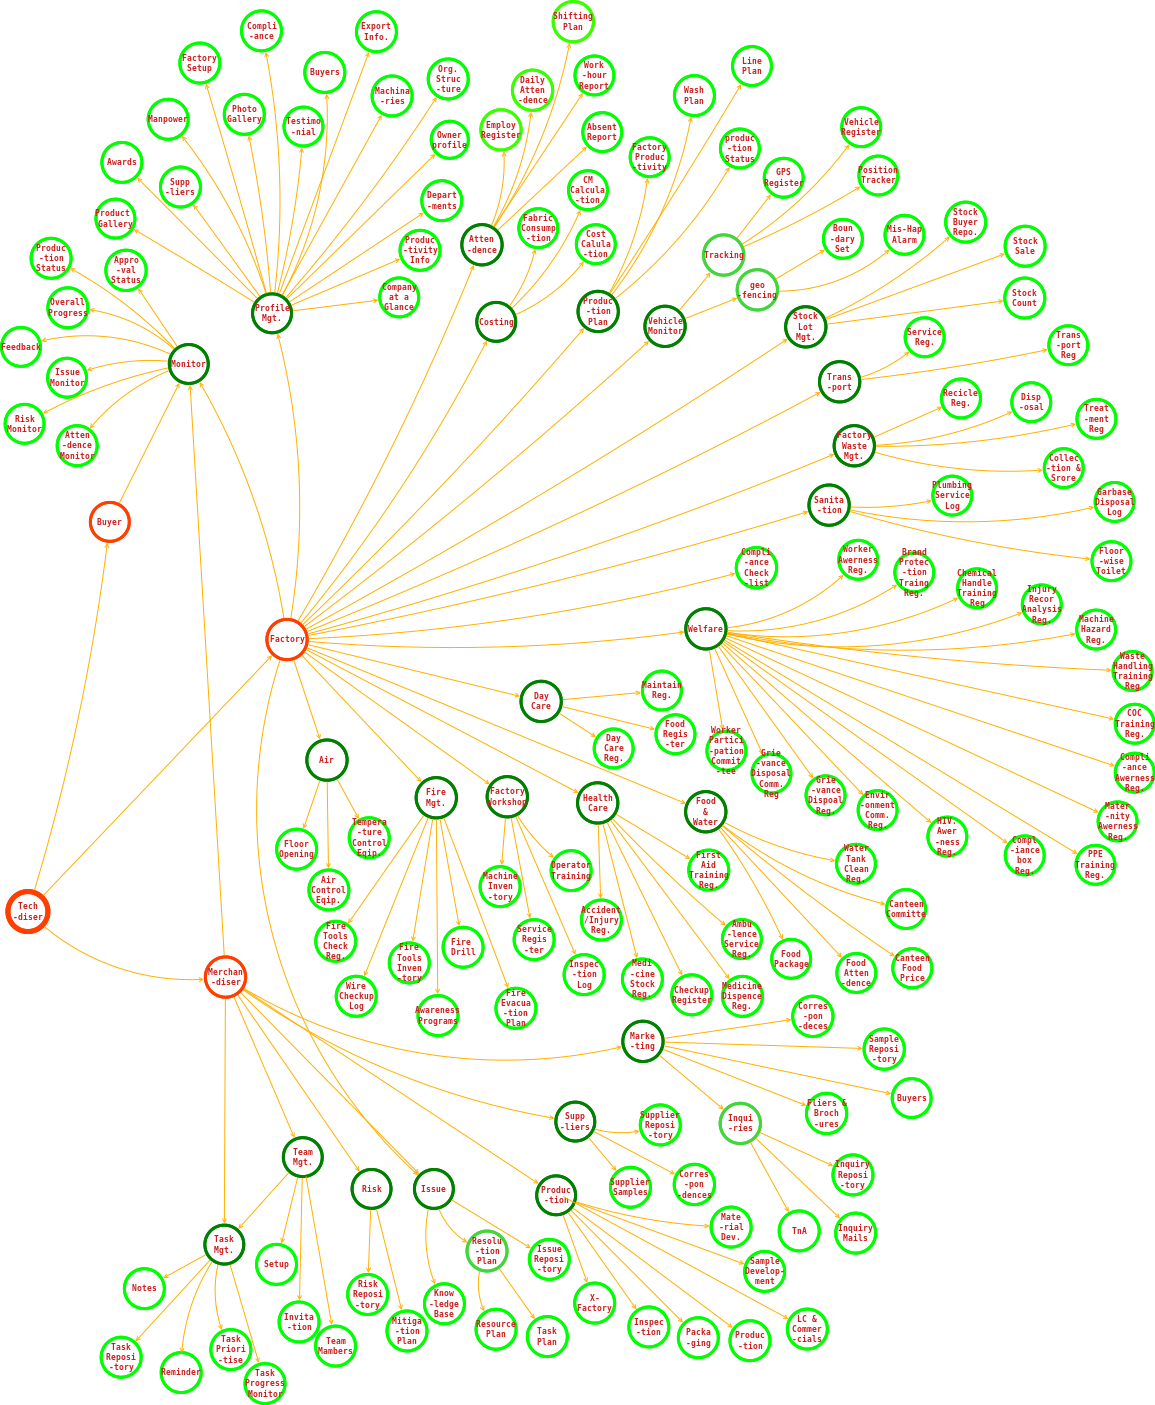 Shifting
Plan
Compli
-ance
Export
Info.
Factory
Setup
Buyers
Org.
Struc
-ture
Work
-hour
Report
Line
Plan
Machina
-ries
Daily
Atten
-dence
Wash
Plan
Manpower
Photo
Gallery
Testimo
-nial
Employ
Register
Absent
Report
Vehicle
Register
Owner
profile
Factory
Produc
-tivity
produc
-tion
Status
Awards
Supp
-liers
GPS
Register
Position
Tracker
CM
Calcula
-tion
Depart
-ments
Product
Gallery
Fabric
Consump
-tion
Stock
Buyer
Repo.
Boun
-dary
Set
Mis-Hap
Alarm
Atten
-dence
Cost
Calula
-tion
Stock
Sale
Produc
-tion
Status
Produc
-tivity
Info
Tracking
Appro
-val
Status
geo
-fencing
Company
at a
Glance
Stock
Count
Overall
Progress
Profile
Mgt.
Costing
Produc
-tion
Plan
Vehicle
Monitor
Stock
Lot
Mgt.
Service
Reg.
Trans
-port
Reg
Feedback
Monitor
Issue
Monitor
Trans
-port
Recicle
Reg.
Disp
-osal
Treat
-ment
Reg
Risk
Monitor
Atten
-dence
Monitor
Factory
Waste
Mgt.
Collec
-tion &
Srore
Sanita
-tion
Plumbing
Service
Log
Garbase
Disposal
Log
Buyer
Floor
-wise
Toilet
Compli
-ance
Check
-list
Worker
Awerness
Reg.
Brand
Protec
-tion
Traing
Reg.
Chemical
Handle
Training
Reg
Injury
Recor
Analysis
Reg.
Factory
Welfare
Machine
Hazard
Reg.
Waste
Handling
Training
Reg
Maintain
Reg.
Day
Care
COC
Training
Reg.
Food
Regis
-ter
Day
Care
Reg.
Worker
Partici
-pation
Commit
-tee
Air
Grie
-vance
Disposal
Comm.
Reg
Compli
-ance
Awerness
Reg.
Fire
Mgt.
Factory
Workshop
Health
Care
Food
&
Water
Grie
-vance
Dispoal
Reg.
Envir
-onment
Comm.
Reg.
Mater
-nity
Awerness
Reg
HIV.
Awer
-ness
Reg.
Tempera
-ture
Control
Eqip.
Floor
Opening
Compl
-iance
box
Reg.
PPE
Training
Reg.
Operator
Training
First
Aid
Training
Reg,
Water
Tank
Clean
Reg.
Air
Control
Eqip.
Machine
Inven
-tory
Tech
-diser
Canteen
Committe
Accident
/Injury
Reg.
Fire
Tools
Check
Reg.
Fire
Drill
Service
Regis
-ter
Ambu
-lence
Service
Reg.
Food
Package
Fire
Tools
Inven
-tory
Merchan
-diser
Inspec
-tion
Log
Medi
-cine
Stock
Reg.
Food
Atten
-dence
Canteen
Food
Price
Wire
Checkup
Log
Checkup
Register
Medicine
Dispence
Reg.
Awareness
Programs
Fire
Evacua
-tion
Plan
Corres
-pon
-deces
Marke
-ting
Sample
Reposi
-tory
Buyers
Fliers &
Broch
-ures
Supp
-liers
Supplier
Reposi
-tory
Inqui
-ries
Team
Mgt.
Inquiry
Reposi
-tory
Risk
Issue
Supplier
Samples
Corres
-pon
-dences
Produc
-tion
Mate
-rial
Dev.
TnA
Inquiry
Mails
Task
Mgt.
Resolu
-tion
Plan
Issue
Reposi
-tory
Setup
Sample
Develop-
ment
Notes
Risk
Reposi
-tory
Know
-ledge
Base
X-
Factory
Invita
-tion
Mitiga
-tion
Plan
Resource
Plan
Task
Plan
Inspec
-tion
Packa
-ging
Produc
-tion
LC &
Commer
-cials
Team
Mambers
Task
Reposi
-tory
Task
Priori
-tise
Reminder
Task
Progress
Monitor